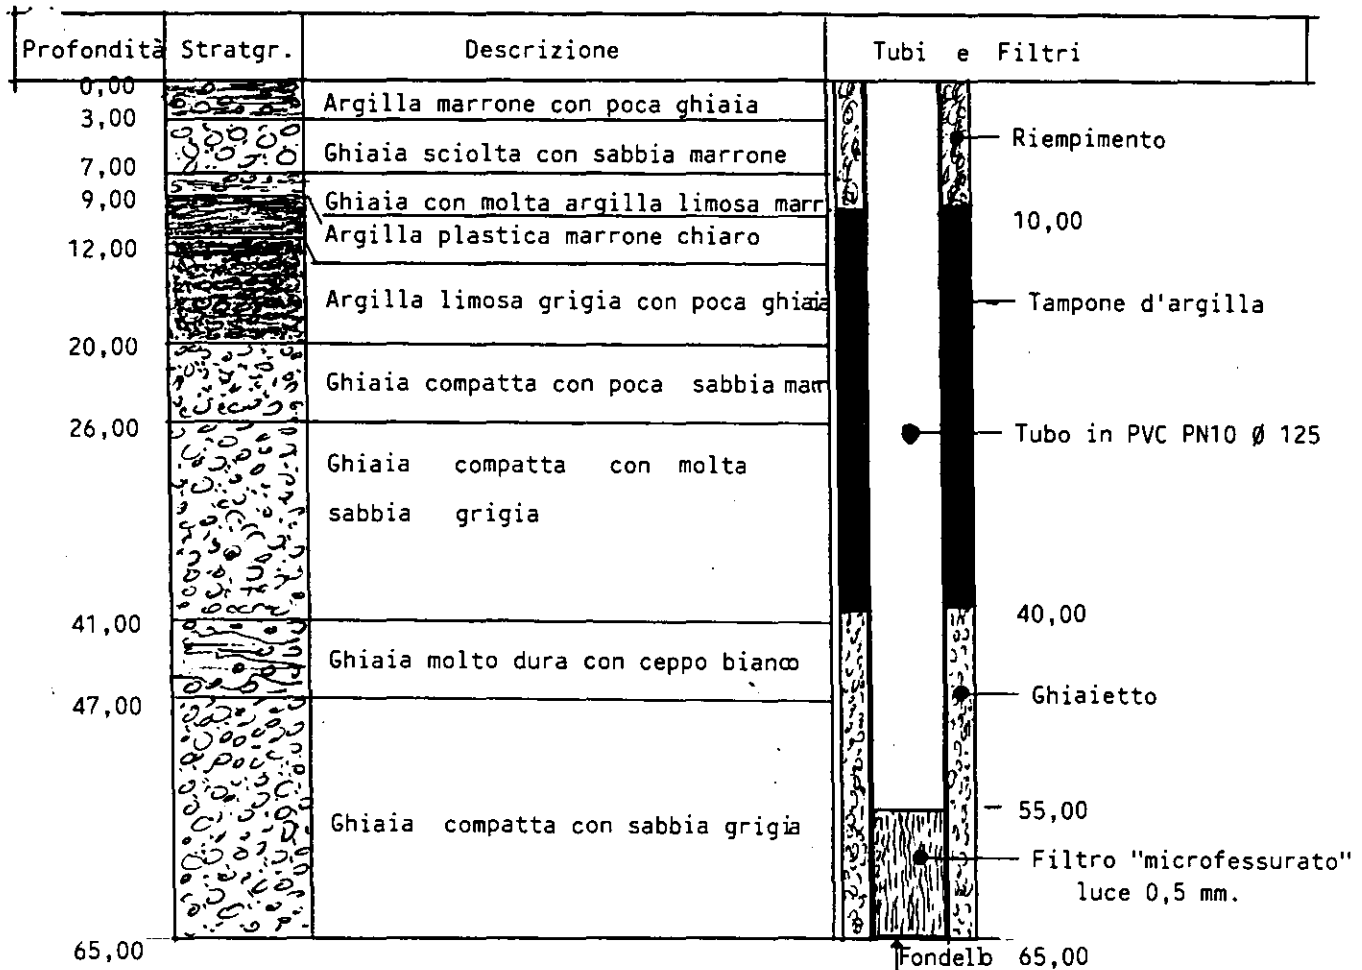 Profondità Stratgr. Descrizione Tubi e Filtri
0,00
Argilla marrone con poca ghiaia
3,00
Riempimento
Ghiaia sciolta con sabbia marrone
7,00
9,00
Ghiaia con molta argilla limosa marr
10,00
Argilla plastica marrone chiaro
12,00
Argilla limosa grigia con poca ghiaia
Tampone d'argilla
20,00
Ghiaia compatta con poca sabbia marr
26,00
Tubo in PVC PN10 Ø 125
Ghiaia compatta con molta
sabbia grigia
40,00
41,00
Ghiaia molto dura con ceppo bianco
Ghiaietto
47,00
55,00
Ghiaia compatta con sabbia grigia
Filtro "microfessurato"
luce 0,5 mm.
65,00
Fondello 65,00